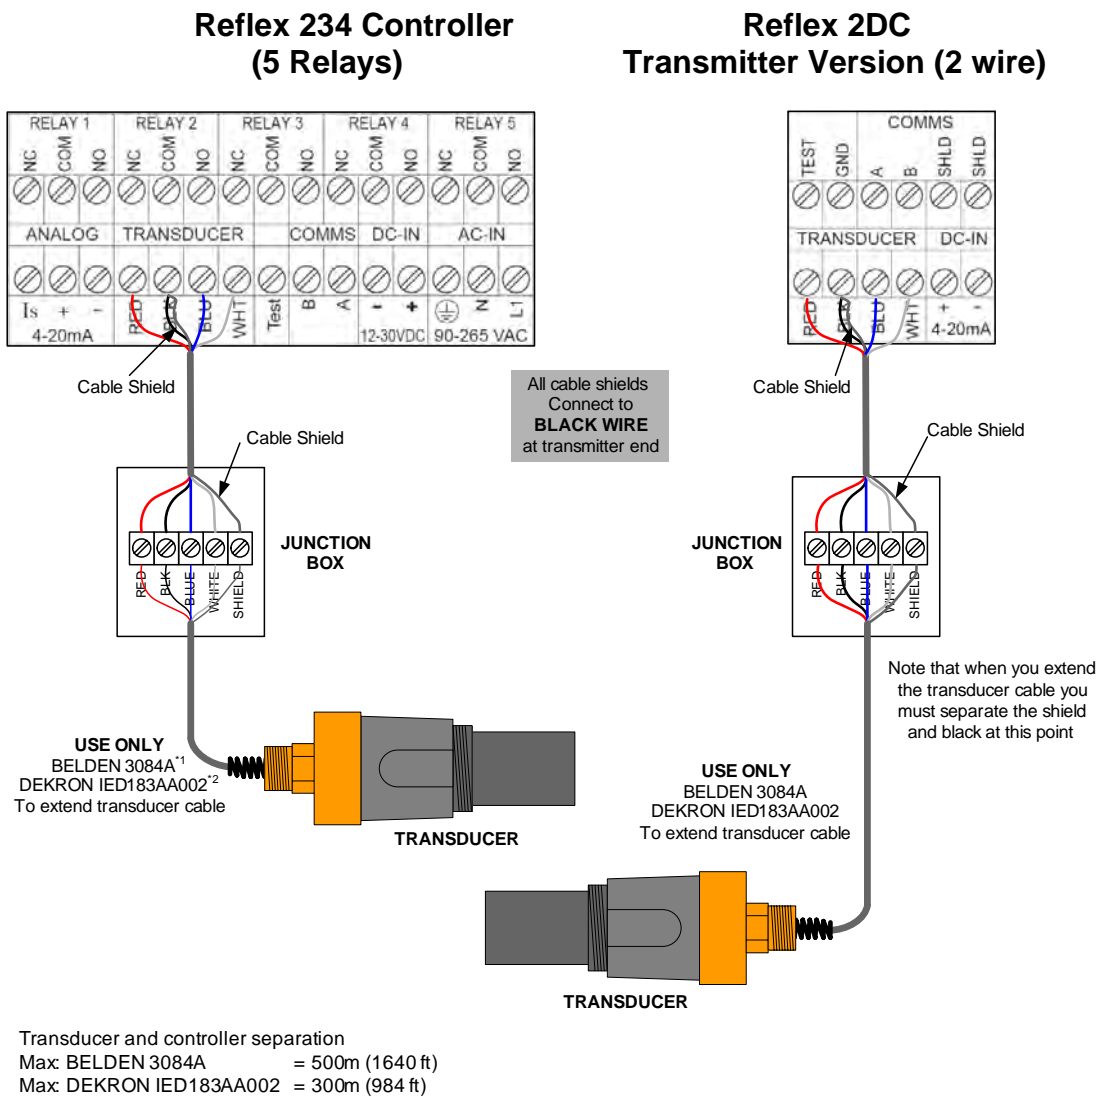 Reflex 234 Controller
(5 Relays)
Reflex 2DC
Transmitter Version (2 wire)
RELAY 1 RELAY 2 RELAY 3 RELAY 4 RELAY 5
NC COM NO NC COM NO NC COM NO NC COM NO NC COM NO
ANALOG TRANSDUCER COMMS DC-IN AC-IN
Is + - RED BLK BLU WHT Test B A - + N L1
4-20mA 12-30VDC 90-265 VAC
COMMS
TEST GND A B SHLD SHLD
TRANSDUCER DC-IN
RED BLK BLU WHT + -
4-20mA
Cable Shield
Cable Shield
All cable shields
Connect to
BLACK WIRE
at transmitter end
Cable Shield
Cable Shield
JUNCTION
BOX
RED BLK BLUE WHITE SHIELD
JUNCTION
BOX
RED BLK BLUE WHITE SHIELD
Note that when you extend
the transducer cable you
must separate the shield
and black at this point
USE ONLY
BELDEN 3084A*1
DEKRON IED183AA002*2
To extend transducer cable
TRANSDUCER
USE ONLY
BELDEN 3084A
DEKRON IED183AA002
To extend transducer cable
TRANSDUCER
Transducer and controller separation
Max: BELDEN 3084A = 500m (1640 ft)
Max: DEKRON IED183AA002 = 300m (984 ft)